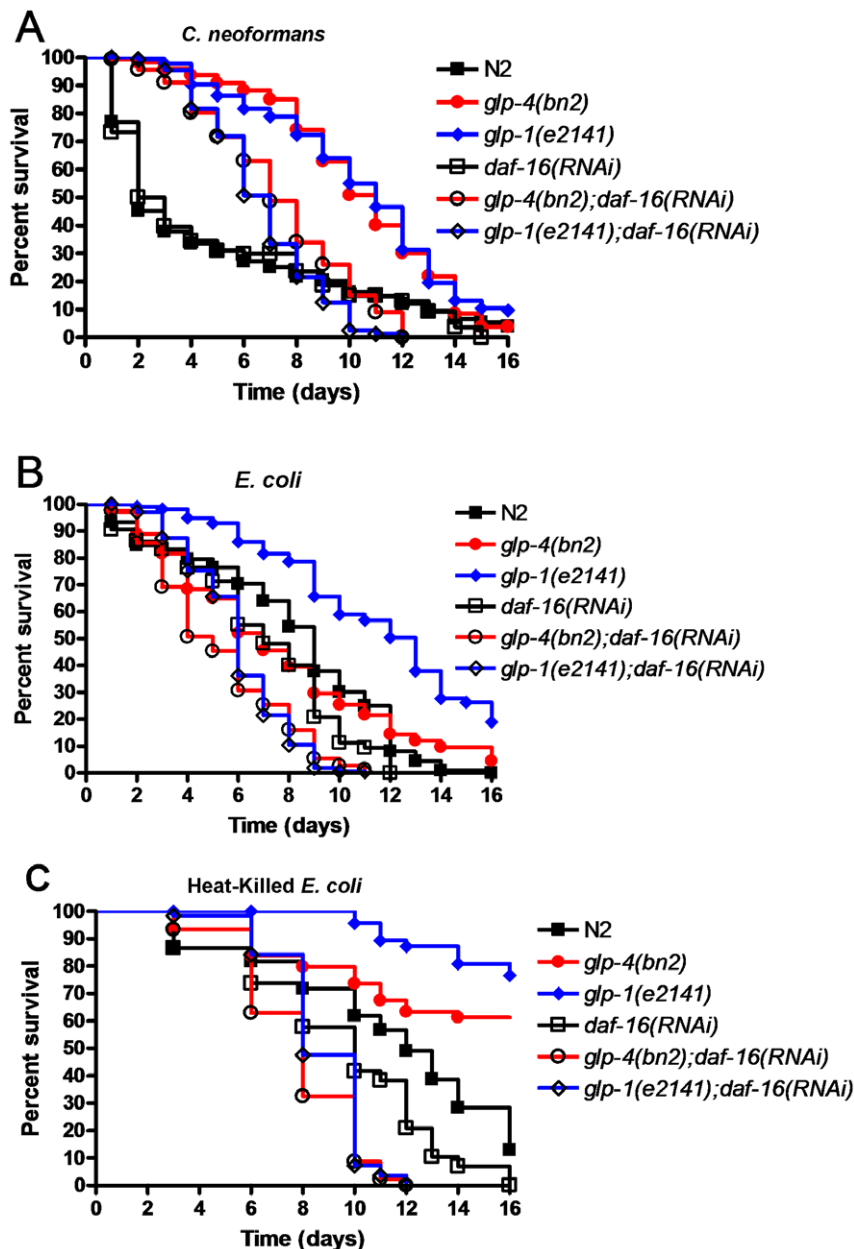 A
C. neoformans
100
90
80
70
60
50
40
30
20
10
0
Percent survival
0 2 4 6 8 10 12 14 16
Time (days)
N2
glp-4(bn2)
glp-1(e2141)
daf-16(RNAi)
glp-4(bn2);daf-16(RNAi)
glp-1(e2141);daf-16(RNAi)
B
E. coli
100
90
80
70
60
50
40
30
20
10
0
Percent survival
0 2 4 6 8 10 12 14 16
Time (days)
N2
glp-4(bn2)
glp-1(e2141)
daf-16(RNAi)
glp-4(bn2);daf-16(RNAi)
glp-1(e2141);daf-16(RNAi)
C
Heat-Killed E. coli
100
90
80
70
60
50
40
30
20
10
0
Percent survival
0 2 4 6 8 10 12 14 16
Time (days)
N2
glp-4(bn2)
glp-1(e2141)
daf-16(RNAi)
glp-4(bn2);daf-16(RNAi)
glp-1(e2141);daf-16(RNAi)